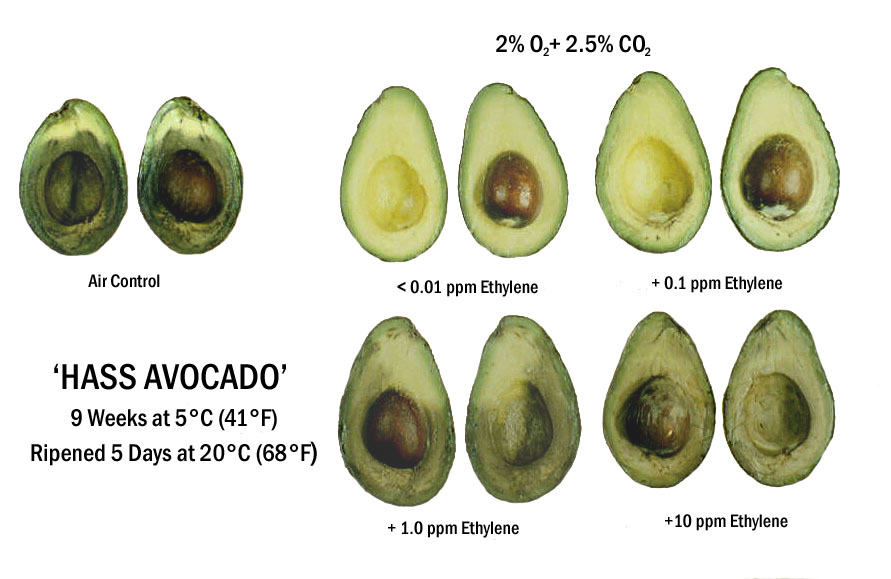 2% O₂+ 2.5% CO₂
Air Control
< 0.01 ppm Ethylene
+ 0.1 ppm Ethylene
‘HASS AVOCADO’
9 Weeks at 5°C (41°F)
Ripened 5 Days at 20°C (68°F)
+ 1.0 ppm Ethylene
+10 ppm Ethylene